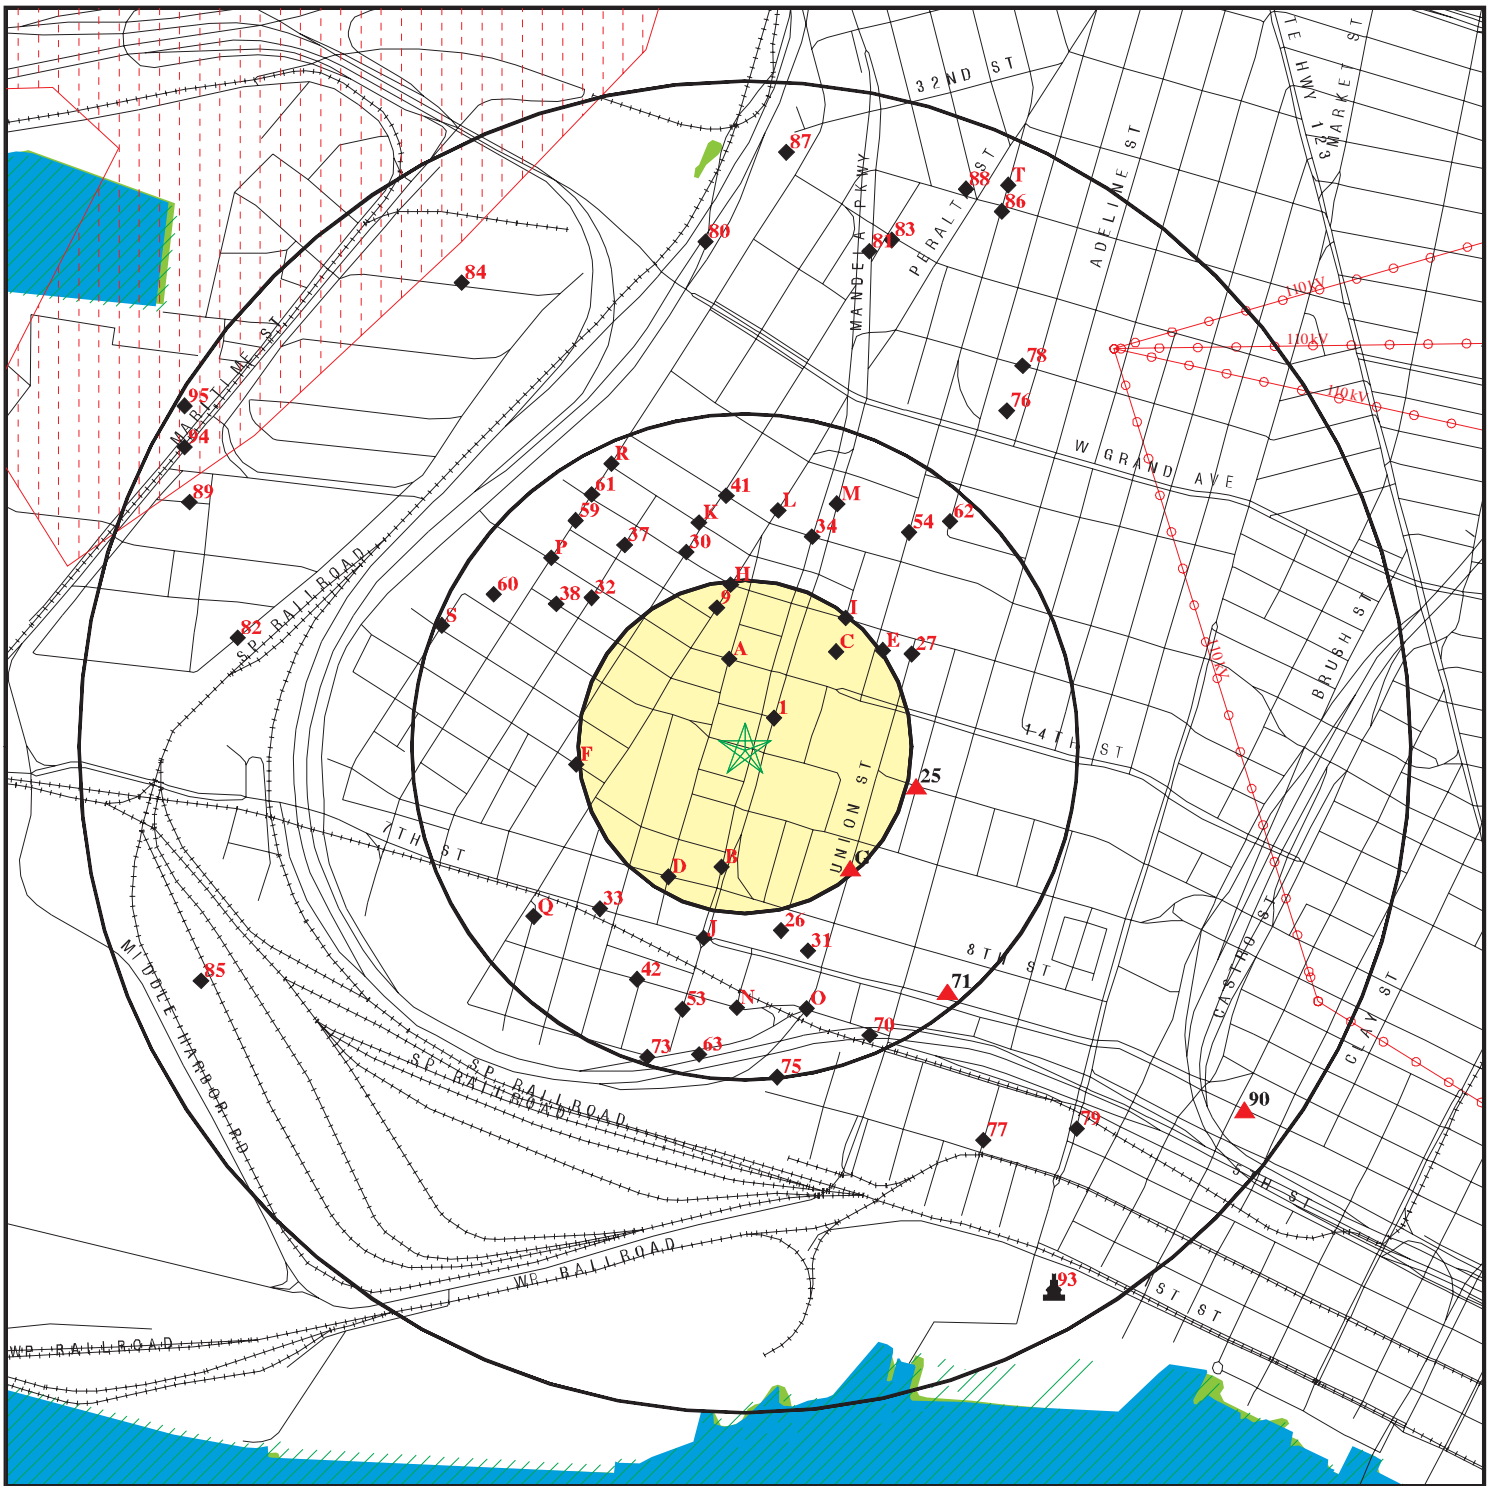 32ND ST
STATE HWY 123
MARKET ST
87
88
T
86
MANDELA PKWY
PERALTA ST
ADELINE ST
80
81
83
84
110kV
110kV
110kV
MARITIME ST
95
94
89
78
76
W GRAND AVE
R
61
59
41
K
L
M
34
54
62
P
37
30
H
9
60
38
32
S
I
C
E
27
A
SP RAILROAD
82
110kV
BRUSH ST
1
14TH ST
F
25
UNION ST
7TH ST
D
B
G
Q
33
J
26
31
8TH ST
71
CASTRO ST
CLAY ST
MIDDLE HARBOR RD
85
42
53
N
O
70
73
63
75
SP RAILROAD
SP RAILROAD
90
77
79
5TH ST
WP RAILROAD
93
1ST ST
WP RAILROAD